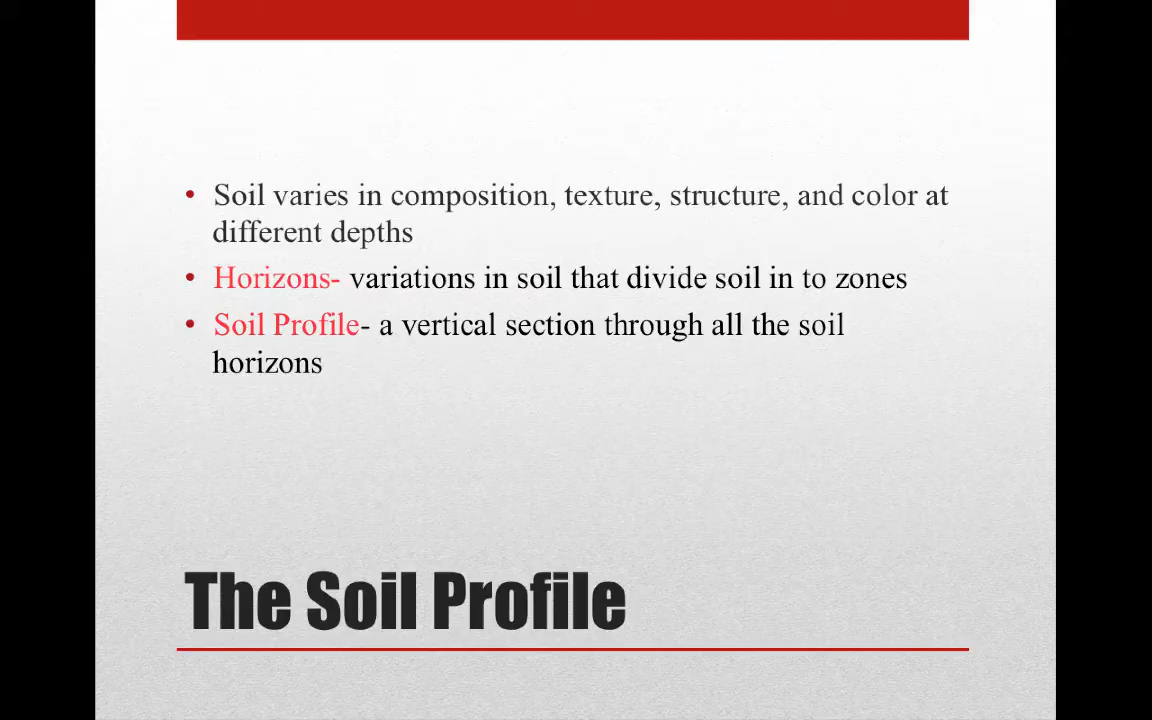 • Soil varies in composition, texture, structure, and color at
different depths
• Horizons- variations in soil that divide soil in to zones
• Soil Profile- a vertical section through all the soil
horizons
The Soil Profile